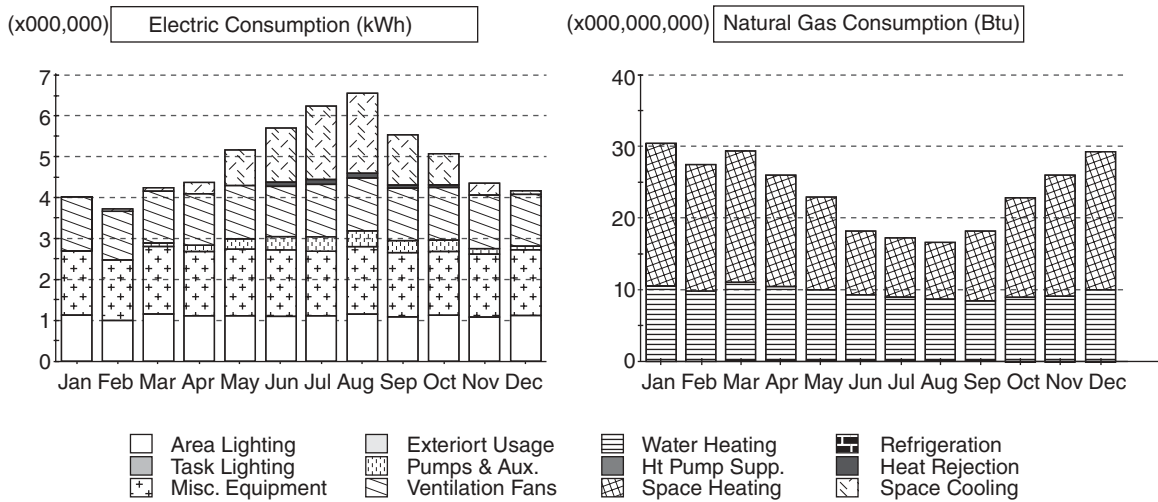 (x000,000) Electric Consumption (kWh)
(x000,000,000) Natural Gas Consumption (Btu)
7
6
5
4
3
2
1
0
Jan Feb Mar Apr May Jun Jul Aug Sep Oct Nov Dec
40
30
20
10
0
Jan Feb Mar Apr May Jun Jul Aug Sep Oct Nov Dec
Area Lighting
Task Lighting
Misc. Equipment
Exteriort Usage
Pumps & Aux.
Ventilation Fans
Water Heating
Ht Pump Supp.
Space Heating
Refrigeration
Heat Rejection
Space Cooling